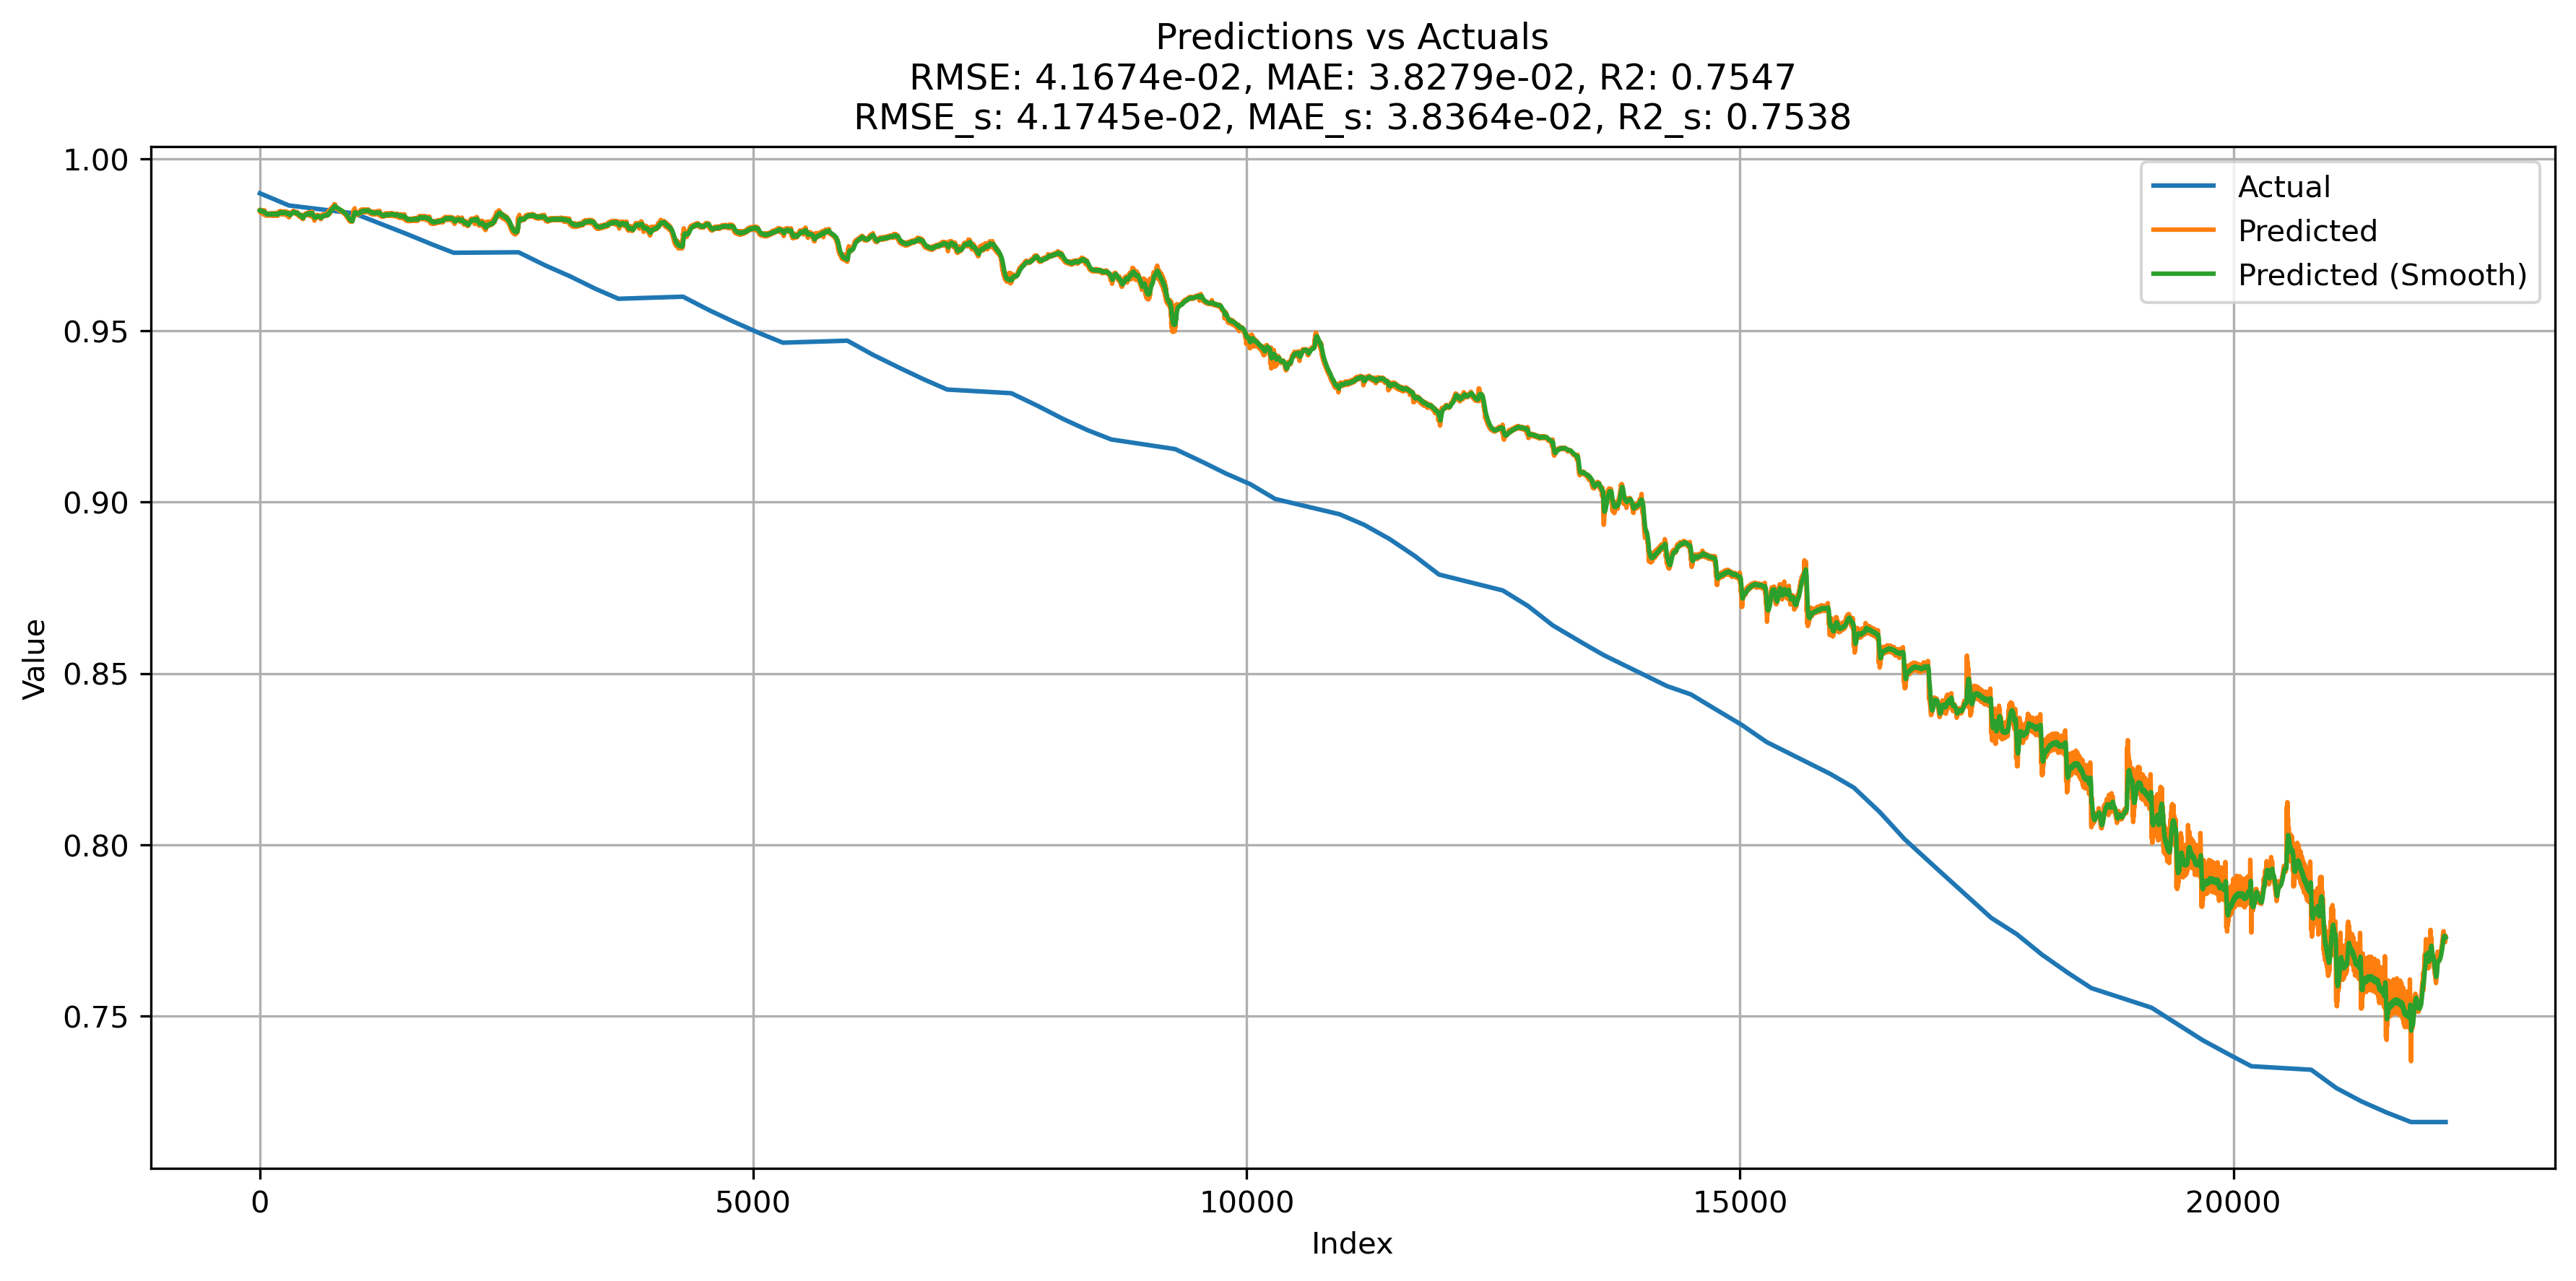 Predictions vs Actuals
RMSE: 4.1674e-02, MAE: 3.8279e-02, R2: 0.7547
RMSE_s: 4.1745e-02, MAE_s: 3.8364e-02, R2_s: 0.7538
1.00
0.95
0.90
0.85
0.80
0.75
Value
Actual
Predicted
Predicted (Smooth)
0
5000
10000
15000
20000
Index